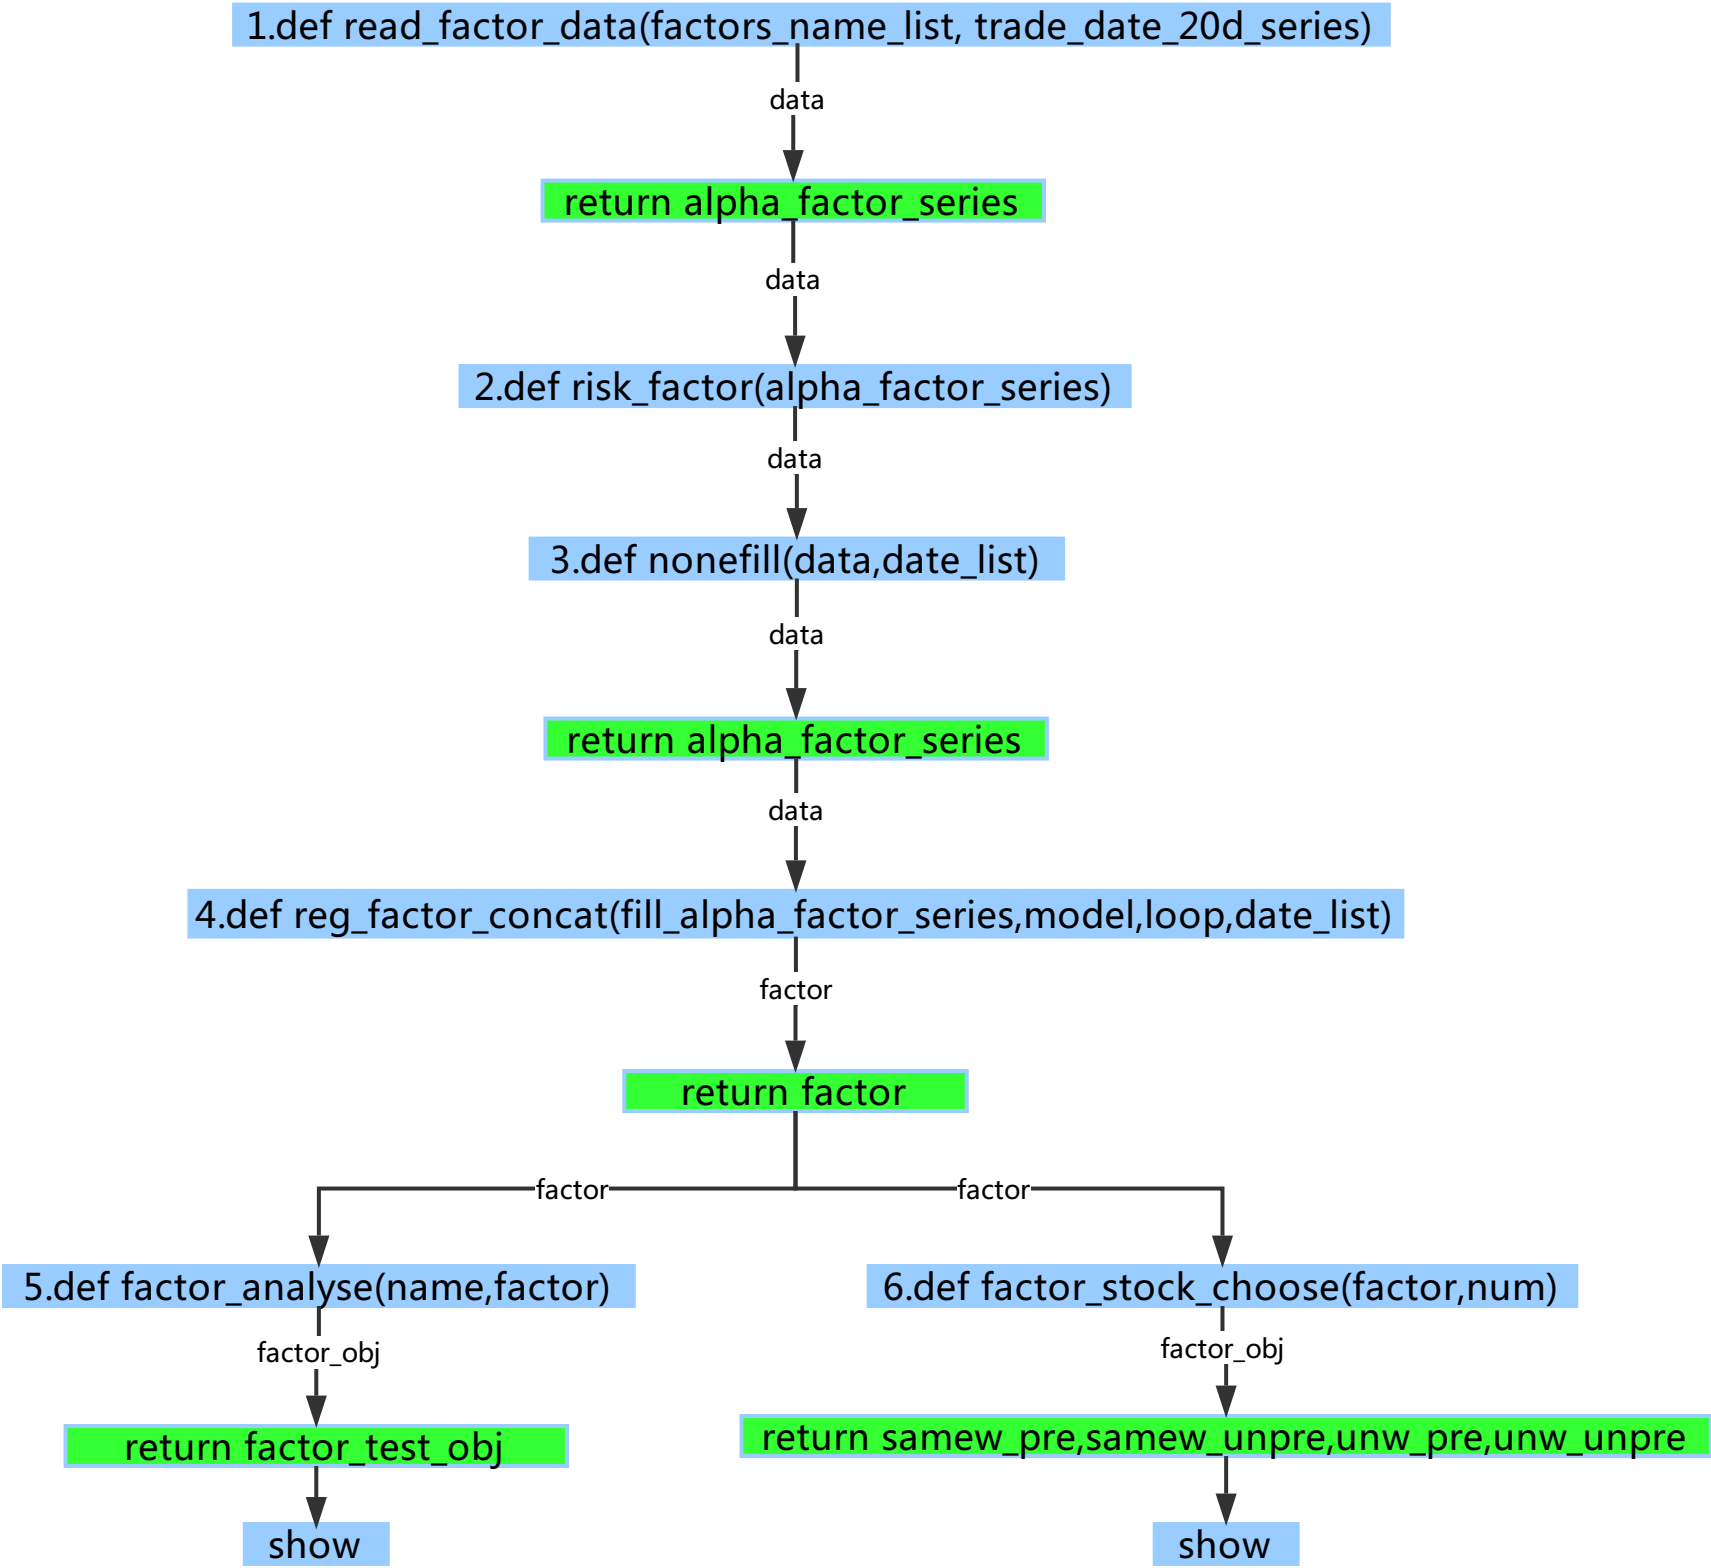 1.def read_factor_data(factors_name_list, trade_date_20d_series)
data
return alpha_factor_series
data
2.def risk_factor(alpha_factor_series)
data
3.def nonefill(data,date_list)
data
return alpha_factor_series
data
4.def reg_factor_concat(fill_alpha_factor_series,model,loop,date_list)
factor
return factor
factor
factor
5.def factor_analyse(name,factor)
6.def factor_stock_choose(factor,num)
factor_obj
factor_obj
return factor_test_obj
return samew_pre,samew_unpre,unw_pre,unw_unpre
show
show